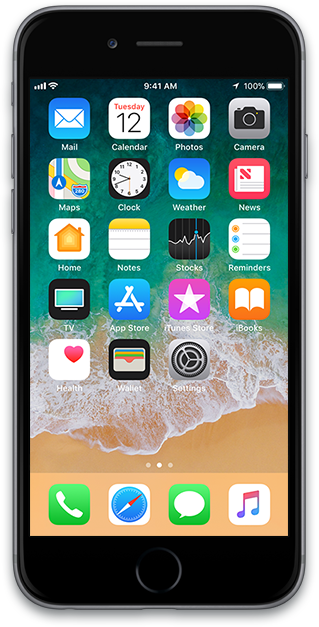 9:41 AM
100%
Tuesday
12
Mail
Calendar
Photos
Camera
280
Maps
Clock
Weather
News
Home
Notes
Stocks
Reminders
TV
App Store
iTunes Store
iBooks
Health
Wallet
Settings